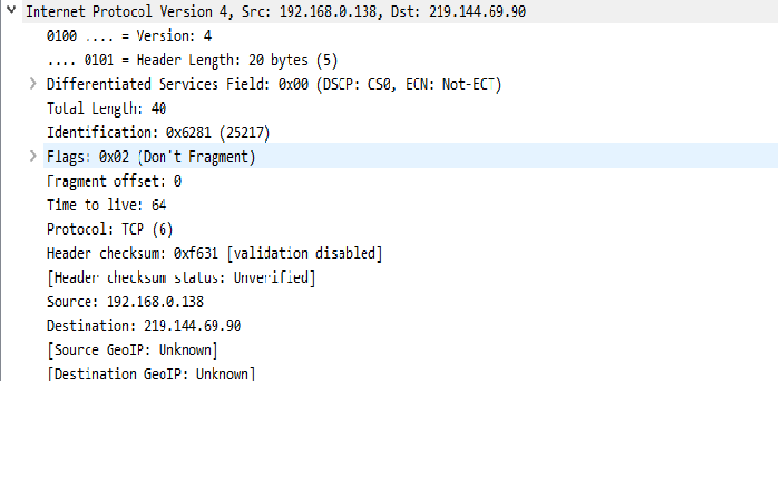 Internet Protocol Version 4, Src: 192.168.0.138, Dst: 219.144.69.90
0100 .... = Version: 4
.... 0101 = Header Length: 20 bytes (5)
Differentiated Services Field: 0x00 (DSCP: CS0, ECN: Not-ECT)
Total Length: 40
Identification: 0x6281 (25217)
Flags: 0x02 (Don't Fragment)
Fragment offset: 0
Time to live: 64
Protocol: TCP (6)
Header checksum: 0xf631 [validation disabled]
[Header checksum status: Unverified]
Source: 192.168.0.138
Destination: 219.144.69.90
[Source GeoIP: Unknown]
[Destination GeoIP: Unknown]